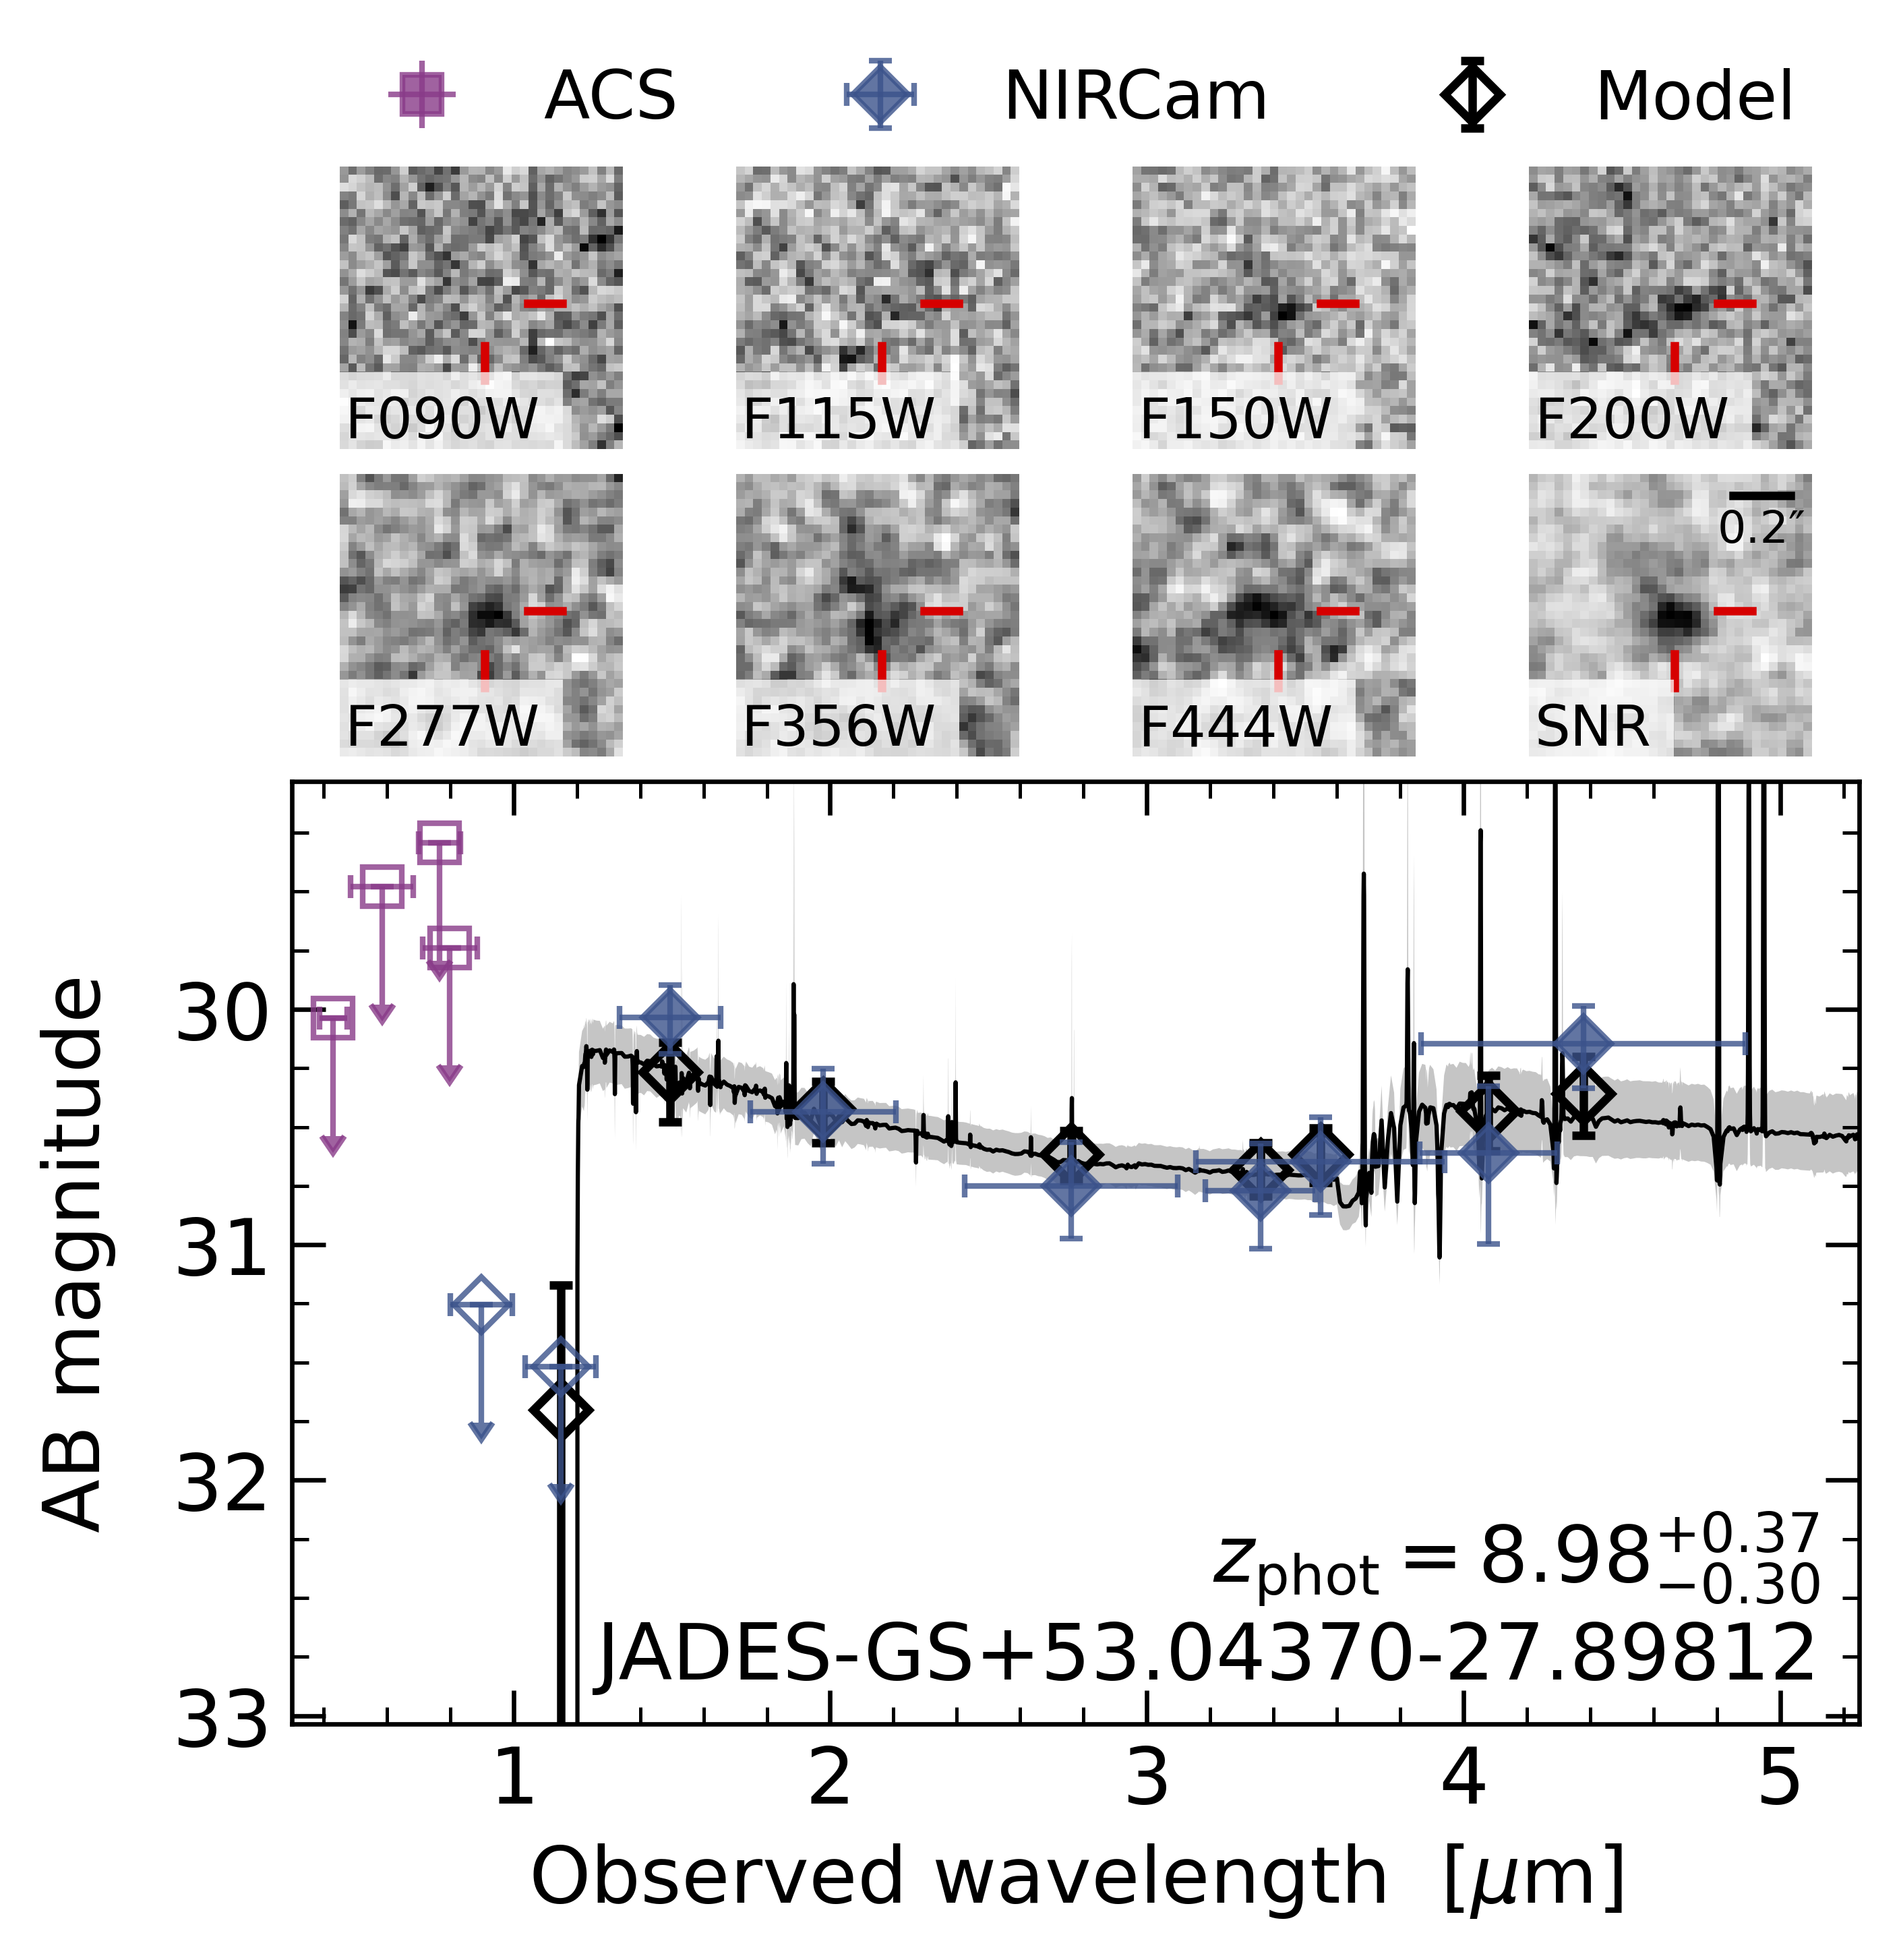 ACS NIRCam Model
F090W F115W F150W F200W
0.2″
F277W F356W F444W SNR
AB magnitude
30
31
32
33
z_phot = 8.98 +0.37 −0.30
JADES-GS+53.04370-27.89812
1 2 3 4 5
Observed wavelength [μm]